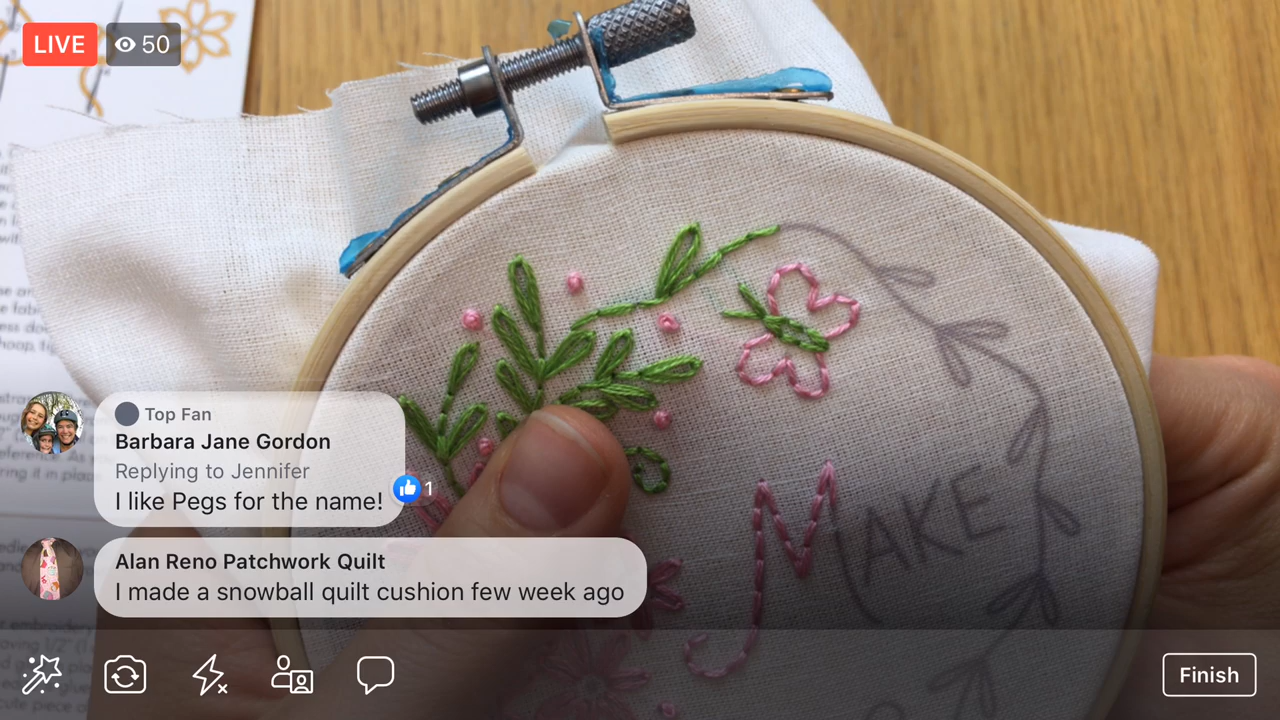 LIVE 50
Top Fan
Barbara Jane Gordon
Replying to Jennifer
I like Pegs for the name!
1
Alan Reno Patchwork Quilt
I made a snowball quilt cushion few week ago
MAKE
Finish